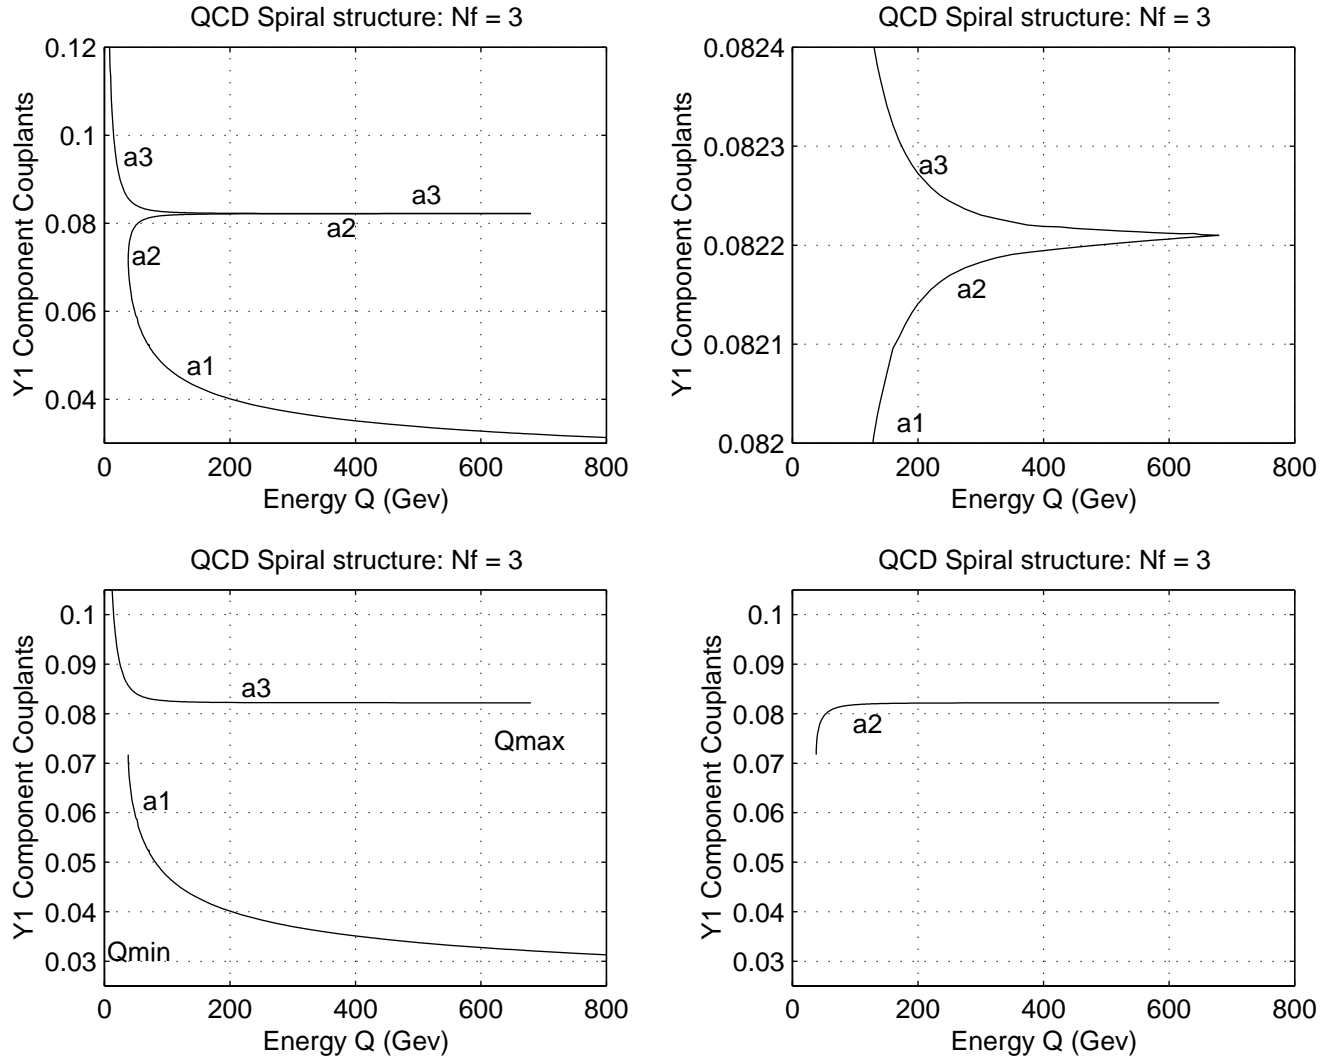 QCD Spiral structure: Nf = 3
Y1 Component Couplants
0.12
0.1
0.08
0.06
0.04
a3
a3
a2
a2
a1
0 200 400 600 800
Energy Q (Gev)
QCD Spiral structure: Nf = 3
Y1 Component Couplants
0.0824
0.0823
0.0822
0.0821
0.082
a3
a2
a1
0 200 400 600 800
Energy Q (Gev)
QCD Spiral structure: Nf = 3
Y1 Component Couplants
0.1
0.09
0.08
0.07
0.06
0.05
0.04
0.03
a3
Qmax
a1
Qmin
0 200 400 600 800
Energy Q (Gev)
QCD Spiral structure: Nf = 3
Y1 Component Couplants
0.1
0.09
0.08
0.07
0.06
0.05
0.04
0.03
a2
0 200 400 600 800
Energy Q (Gev)